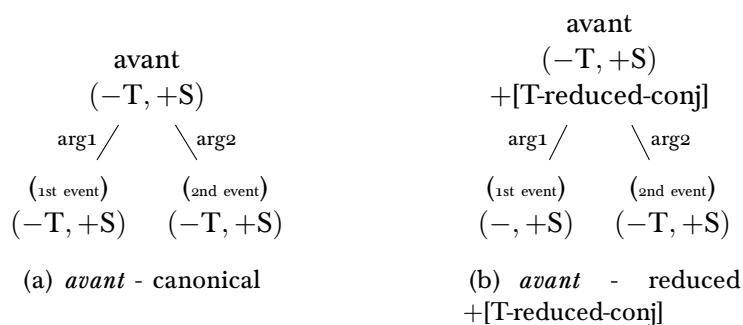 avant
(−T, +S)
arg1 arg2
(1st event) (2nd event)
(−T, +S) (−T, +S)
(a) avant - canonical
avant
(−T, +S)
+[T-reduced-conj]
arg1 arg2
(1st event) (2nd event)
(−, +S) (−T, +S)
(b) avant - reduced
+[T-reduced-conj]